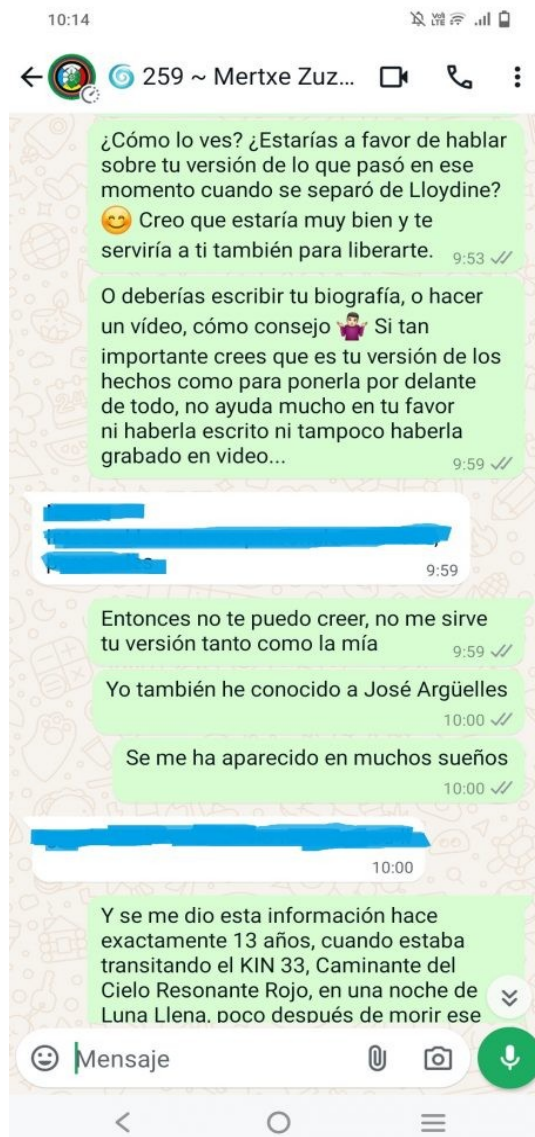 10:14
259 ~ Mertxe Zuz...
¿Cómo lo ves? ¿Estarías a favor de hablar
sobre tu versión de lo que pasó en ese
momento cuando se separó de Lloydine?
😊 Creo que estaría muy bien y te
serviría a ti también para liberarte.
9:53
O deberías escribir tu biografía, o hacer
un vídeo, cómo consejo 🤷🏻‍♂️ Si tan
importante crees que es tu versión de los
hechos como para ponerla por delante
de todo, no ayuda mucho en tu favor
ni haberla escrito ni tampoco haberla
grabado en video...
9:59
9:59
Entonces no te puedo creer, no me sirve
tu versión tanto como la mía
9:59
Yo también he conocido a José Argüelles
10:00
Se me ha aparecido en muchos sueños
10:00
10:00
Y se me dio esta información hace
exactamente 13 años, cuando estaba
transitando el KIN 33, Caminante del
Cielo Resonante Rojo, en una noche de
Luna Llena, poco después de morir ese
Mensaje